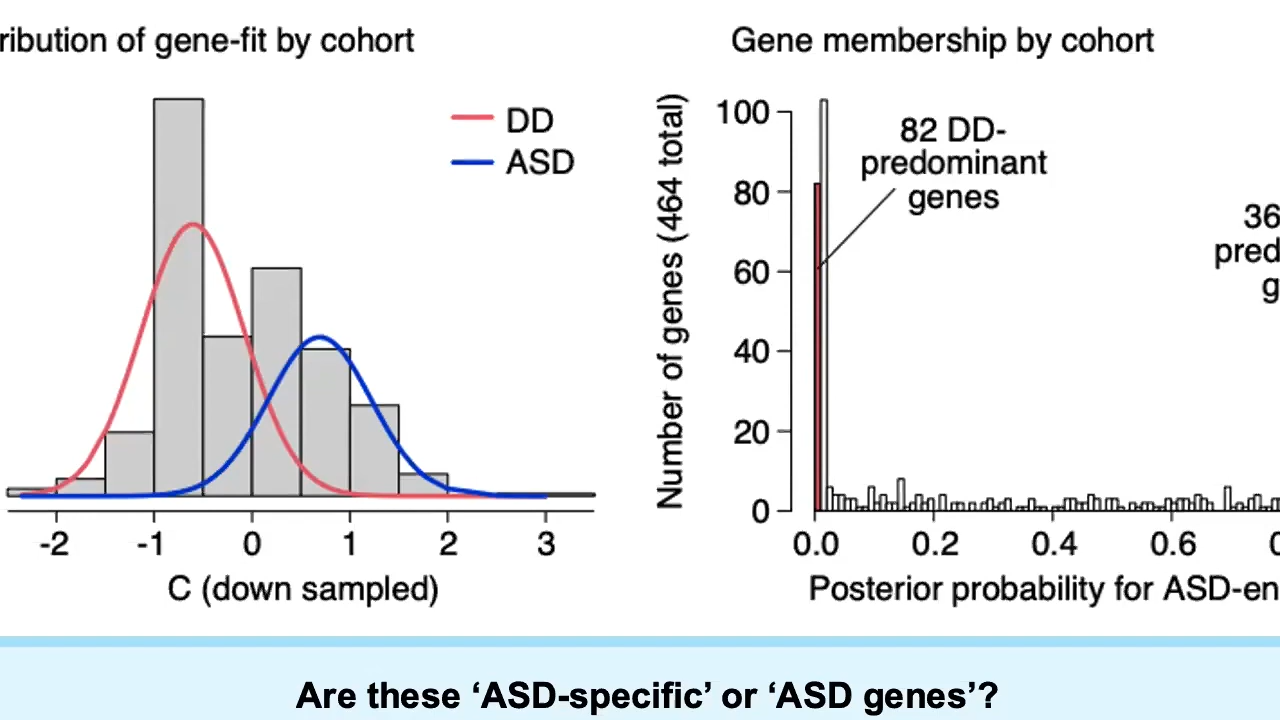 ribution of gene-fit by cohort
DD
ASD
-2 -1 0 1 2 3
C (down sampled)
Gene membership by cohort
Number of genes (464 total)
100
80
60
40
20
0
82 DD-
predominant
genes
36
pred
g
0.0 0.2 0.4 0.6 0
Posterior probability for ASD-en
Are these ‘ASD-specific’ or ‘ASD genes’?